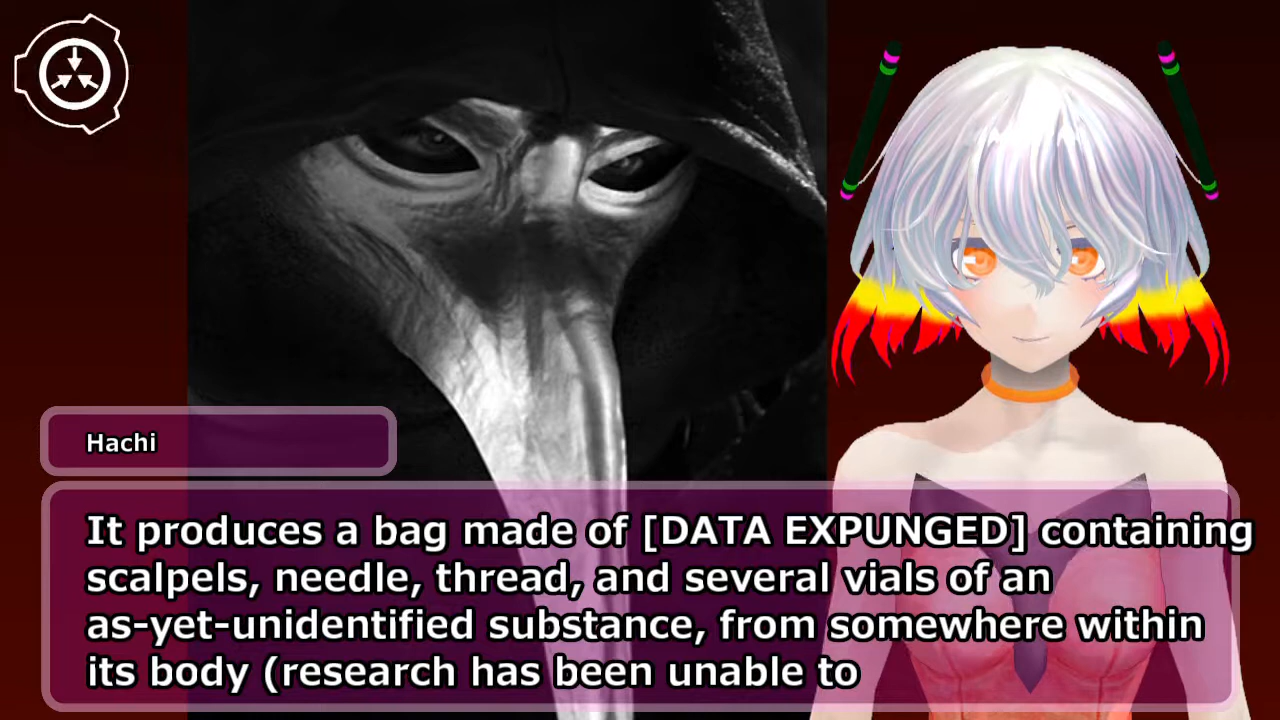 Hachi
It produces a bag made of [DATA EXPUNGED] containing
scalpels, needle, thread, and several vials of an
as-yet-unidentified substance, from somewhere within
its body (research has been unable to